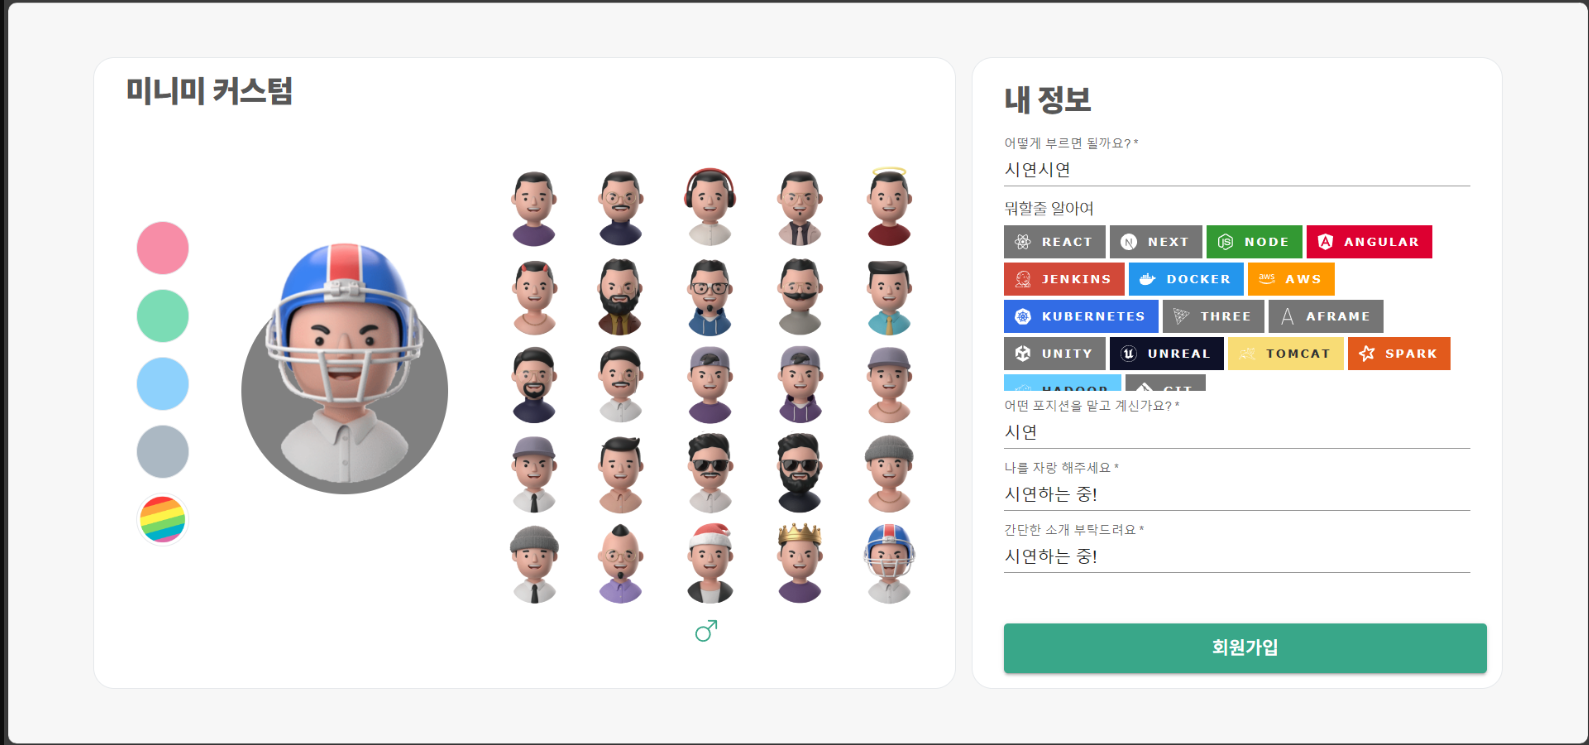 미니미 커스텀
내 정보
어떻게 부르면 될까요? *
시연시연
뭐할줄 알아여
REACT NEXT NODE ANGULAR
JENKINS DOCKER aws AWS
KUBERNETES THREE AFRAME
UNITY UNREAL TOMCAT SPARK
HADOOP GIT
어떤 포지션을 맡고 계신가요? *
시연
나를 자랑 해주세요 *
시연하는 중!
간단한 소개 부탁드려요 *
시연하는 중!
회원가입